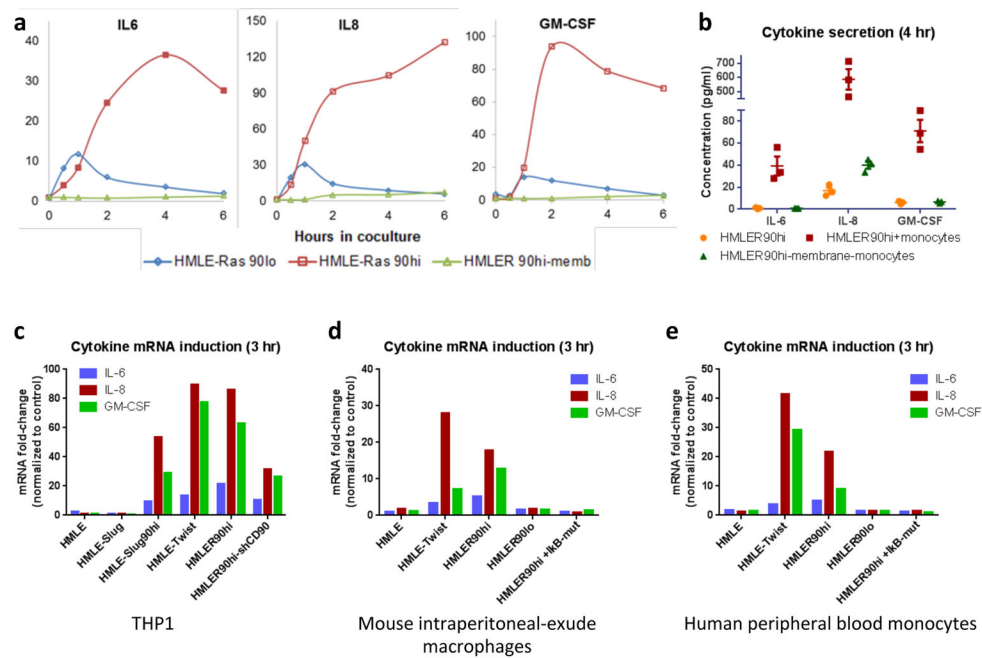 a
IL6
IL8
GM-CSF
40
30
20
10
0
0 2 4 6
150
120
90
60
30
0
0 2 4 6
100
80
60
40
20
0
0 2 4 6
Hours in coculture
HMLE-Ras 90lo
HMLE-Ras 90hi
HMLER 90hi-memb
b
Cytokine secretion (4 hr)
Concentration (pg/ml)
700
600
500
80
60
40
20
0
IL-6 IL-8 GM-CSF
HMLER90hi
HMLER90hi+monocytes
HMLER90hi-membrane-monocytes
c
Cytokine mRNA induction (3 hr)
mRNA fold-change
(normalized to control)
100
80
60
40
20
0
IL-6
IL-8
GM-CSF
HMLE
HMLE-Slug
HMLE-Slug90hi
HMLE-Twist
HMLER90hi
HMLER90hi-shCD90
THP1
d
Cytokine mRNA induction (3 hr)
mRNA fold-change
(normalized to control)
40
30
20
10
0
IL-6
IL-8
GM-CSF
HMLE
HMLE-Twist
HMLER90hi
HMLER90lo
HMLER90hi +IkB-mut
Mouse intraperitoneal-exude
macrophages
e
Cytokine mRNA induction (3 hr)
mRNA fold-change
(normalized to control)
50
40
30
20
10
0
IL-6
IL-8
GM-CSF
HMLE
HMLE-Twist
HMLER90hi
HMLER90lo
HMLER90hi +IkB-mut
Human peripheral blood monocytes